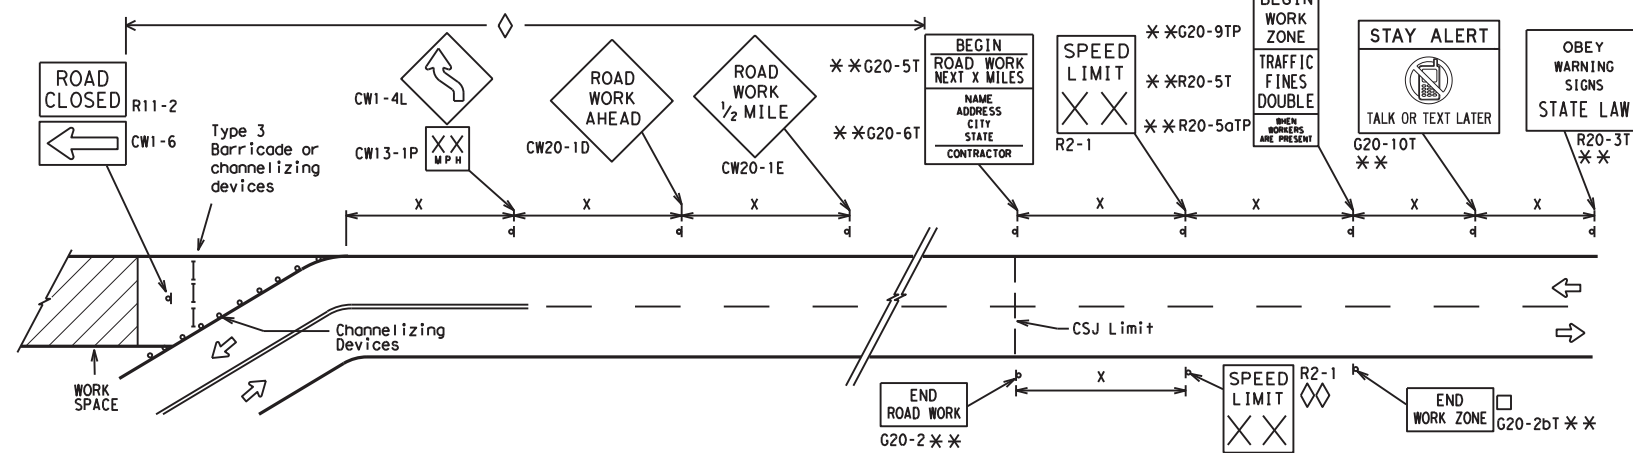 ROAD
CLOSED
R11-2
CW1-6
Type 3
Barricade or
channelizing
devices
CW1-4L
XX
MPH
CW13-1P
ROAD
WORK
AHEAD
CW20-1D
ROAD
WORK
1/2 MILE
CW20-1E
**G20-5T
**G20-6T
BEGIN
ROAD WORK
NEXT X MILES
NAME
ADDRESS
CITY
STATE
CONTRACTOR
SPEED
LIMIT
XX
R2-1
**G20-9TP
**R20-5T
**R20-5aTP
BEGIN
WORK
ZONE
TRAFFIC
FINES
DOUBLE
WHEN
WORKERS
ARE PRESENT
STAY ALERT
TALK OR TEXT LATER
G20-10T
**
OBEY
WARNING
SIGNS
STATE LAW
R20-3T
**
X X X X X X X
Channelizing
Devices
WORK
SPACE
CSJ Limit
END
ROAD WORK
G20-2 **
X
SPEED
LIMIT
XX
R2-1
END
WORK ZONE
G20-2bT **